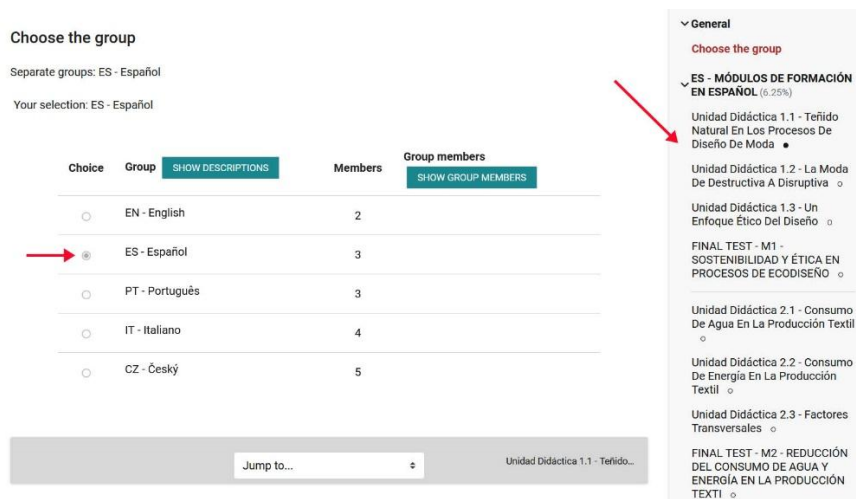 Choose the group
Separate groups: ES - Español
Your selection: ES - Español
Choice Group SHOW DESCRIPTIONS Members Group members
SHOW GROUP MEMBERS
EN - English 2
ES - Español 3
PT - Português 3
IT - Italiano 4
CZ - Český 5
Jump to... Unidad Didáctica 1.1 - Teñido...
General
Choose the group
ES - MÓDULOS DE FORMACIÓN
EN ESPAÑOL (6.25%)
Unidad Didáctica 1.1 - Teñido
Natural En Los Procesos De
Diseño De Moda
Unidad Didáctica 1.2 - La Moda
De Destructiva A Disruptiva
Unidad Didáctica 1.3 - Un
Enfoque Ético Del Diseño
FINAL TEST - M1 -
SOSTENIBILIDAD Y ÉTICA EN
PROCESOS DE ECODISEÑO
Unidad Didáctica 2.1 - Consumo
De Agua En La Producción Textil
Unidad Didáctica 2.2 - Consumo
De Energía En La Producción
Textil
Unidad Didáctica 2.3 - Factores
Transversales
FINAL TEST - M2 - REDUCCIÓN
DEL CONSUMO DE AGUA Y
ENERGÍA EN LA PRODUCCIÓN
TEXTI